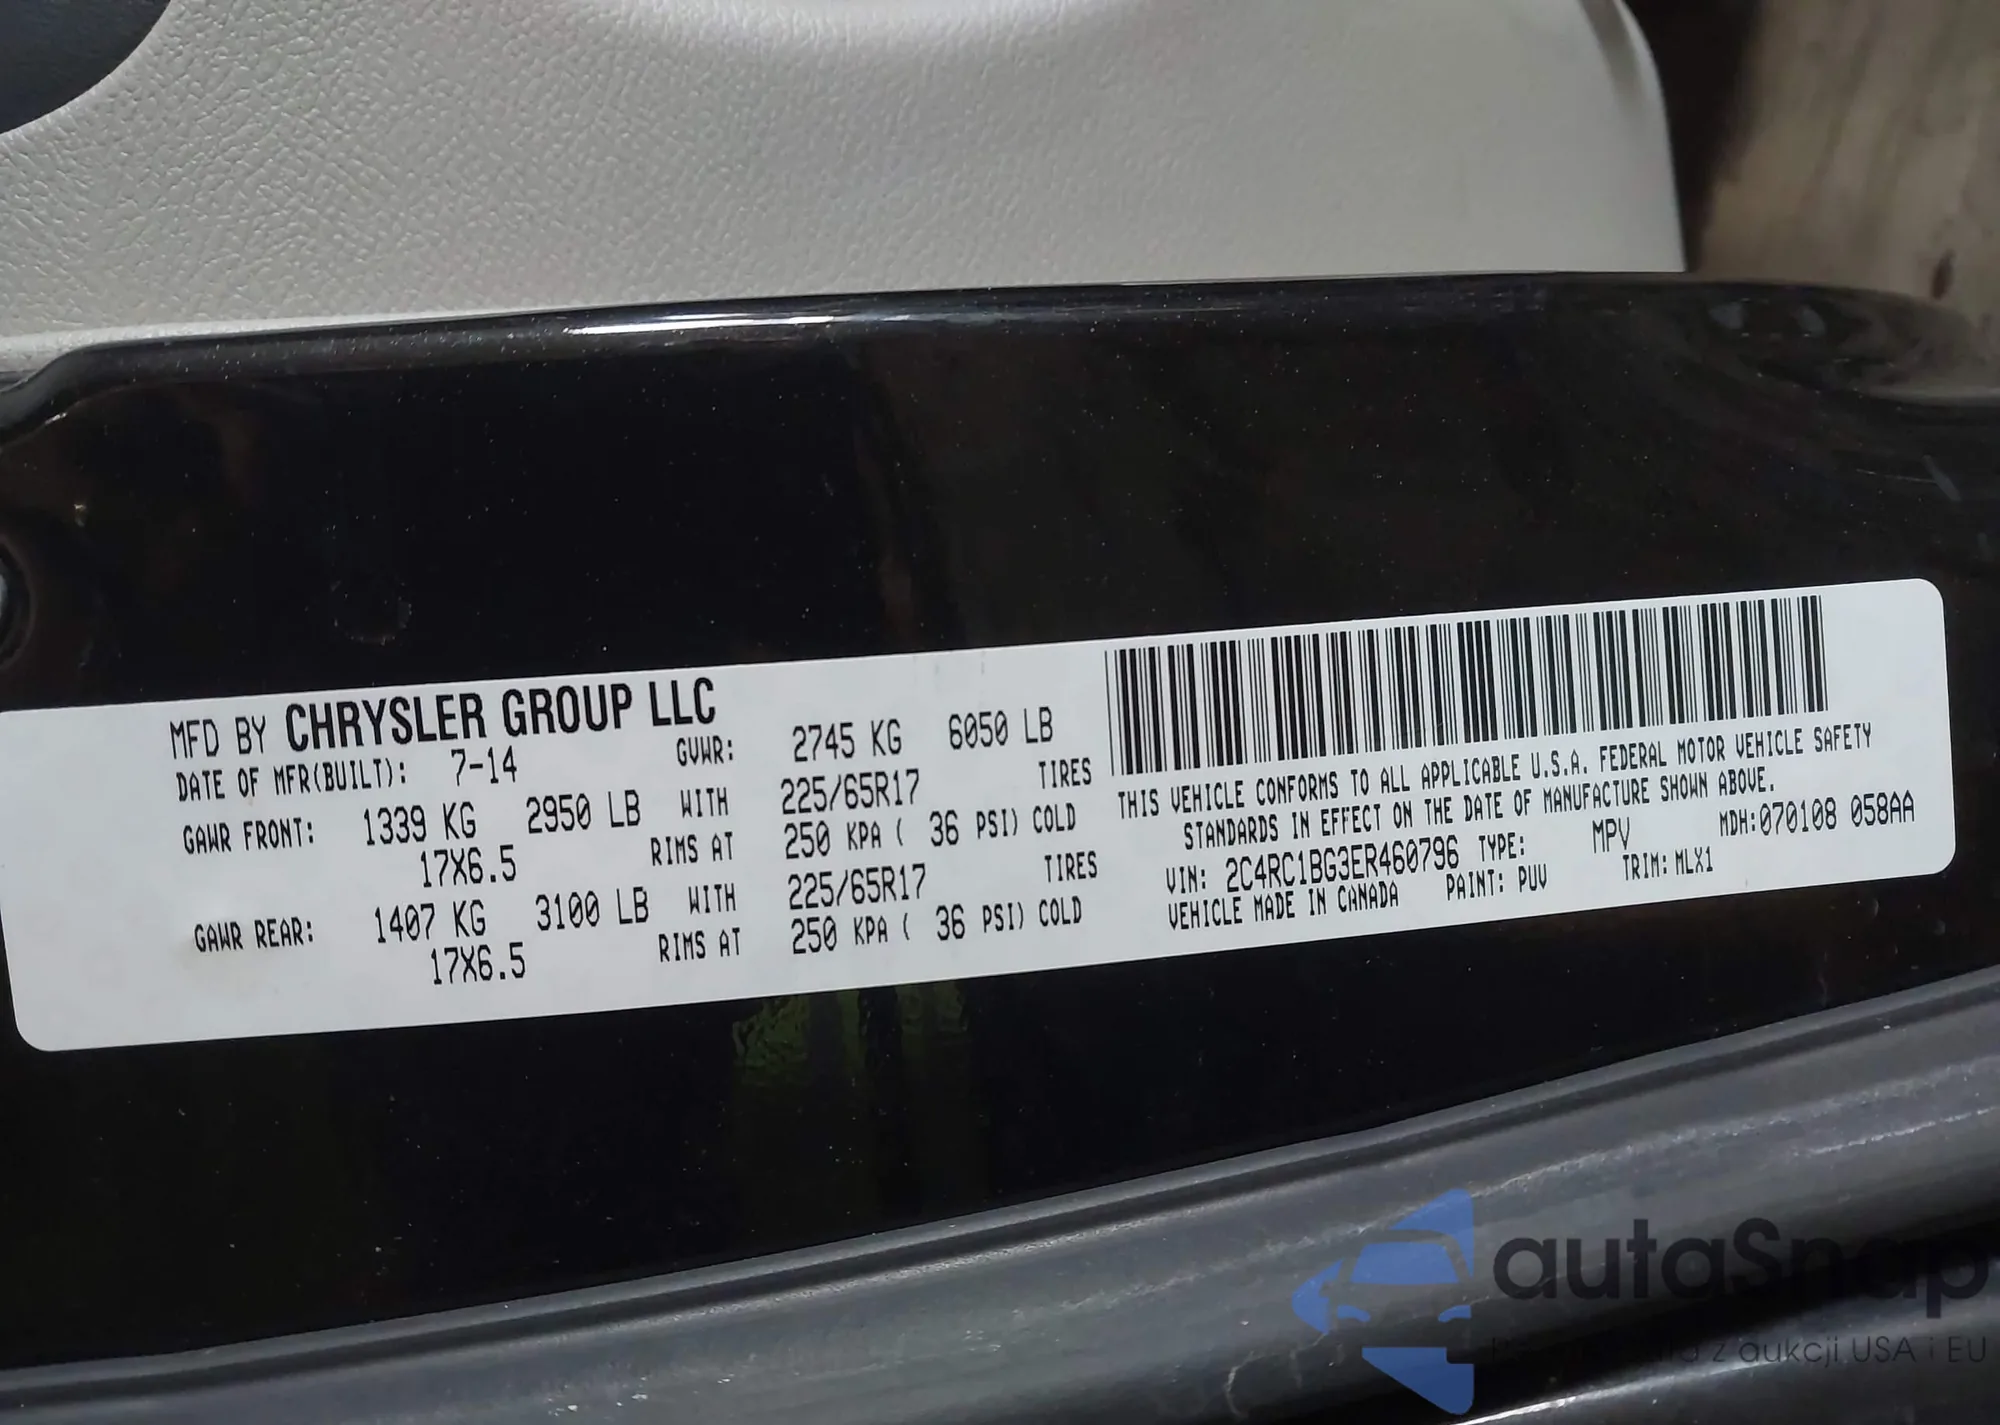 MFD BY CHRYSLER GROUP LLC
DATE OF MFR(BUILT): 7-14 GVWR: 2745 KG 6050 LB
GAWR FRONT: 1339 KG 2950 LB WITH 225/65R17 TIRES
17X6.5 RIMS AT 250 KPA ( 36 PSI) COLD
GAWR REAR: 1407 KG 3100 LB WITH 225/65R17 TIRES
17X6.5 RIMS AT 250 KPA ( 36 PSI) COLD
THIS VEHICLE CONFORMS TO ALL APPLICABLE U.S.A. FEDERAL MOTOR VEHICLE SAFETY
STANDARDS IN EFFECT ON THE DATE OF MANUFACTURE SHOWN ABOVE.
MDH:070108 058AA
VIN: 2C4RC1BG3ER460796 TYPE: MPV
VEHICLE MADE IN CANADA PAINT: PUV TRIM: MLX1
autaSnap
z aukcji USA i EU